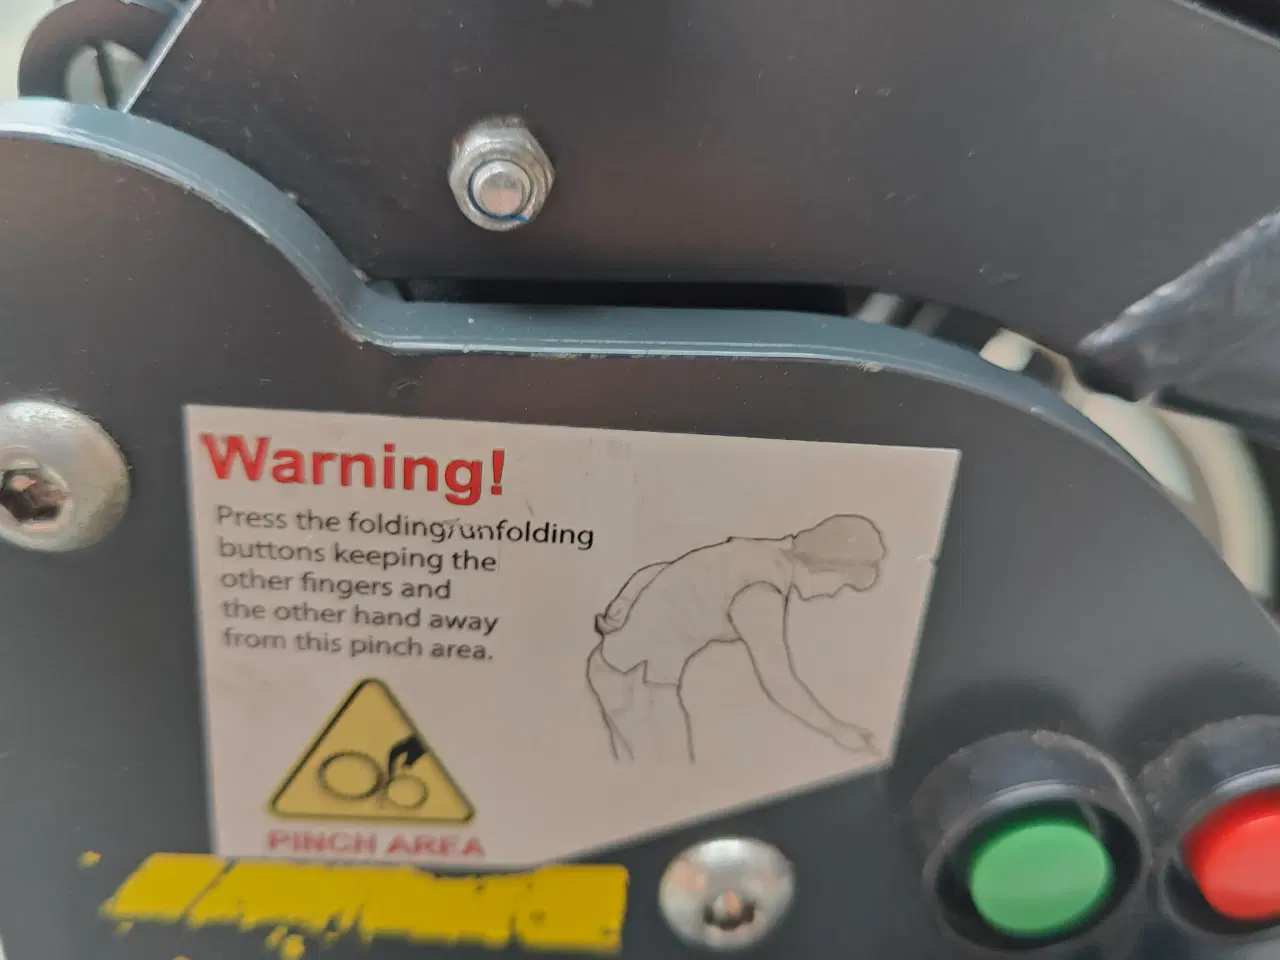 Warning!
Press the folding/unfolding
buttons keeping the
other fingers and
the other hand away
from this pinch area.
PINCH AREA